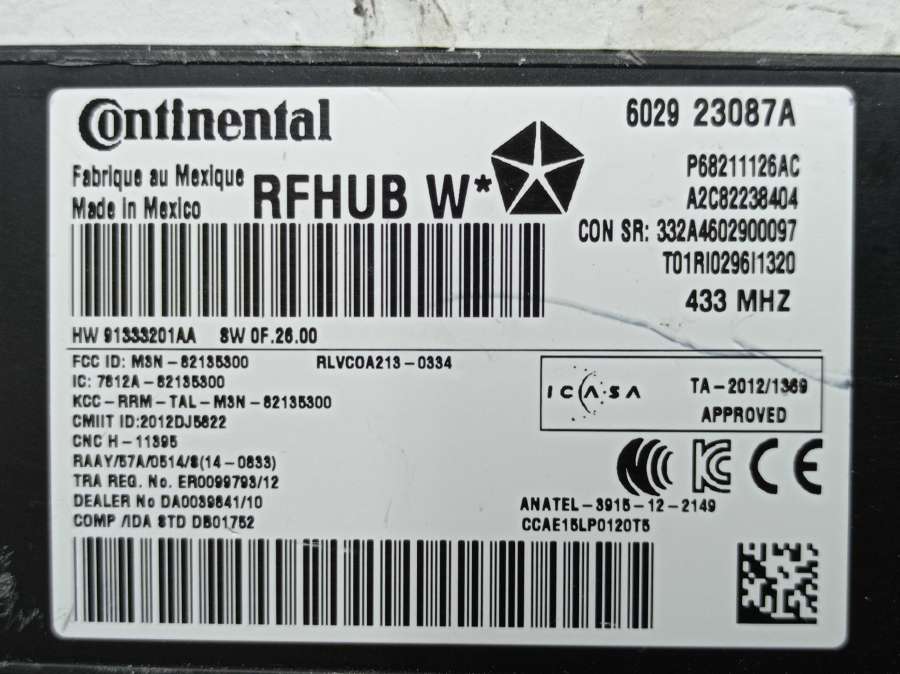 Continental
6029 23087A
Fabrique au Mexique
Made in Mexico
RFHUB W*
P68211126AC
A2C82238404
CON SR: 332A4602900097
T01RI0296I1320
433 MHZ
HW 91333201AA SW 0F.26.00
FCC ID: M3N-82135300 RLVCOA213-0334
IC: 7812A-82135300
KCC-RRM-TAL-M3N-82135300
CMIIT ID:2012DJ5822
CNC H-11395
RAAY/57A/0514/S(14-0833)
TRA REG. No. ER0099793/12
DEALER No DA0039841/10
COMP /IDA STD DB01752
ICASA
TA-2012/1369
APPROVED
CE
ANATEL-3915-12-2149
CCAE15LP0120T5